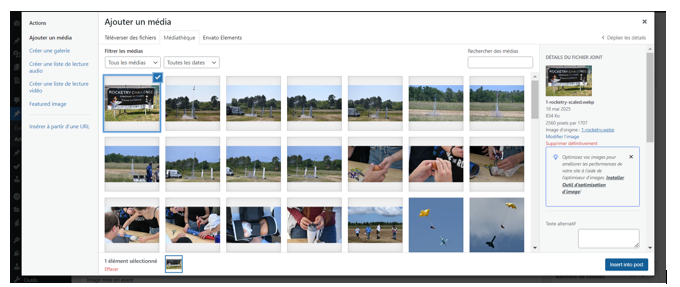 Actions
Ajouter un média
Créer une galerie
Créer une liste de lecture
audio
Créer une liste de lecture
vidéo
Featured image
Insérer à partir d'une URL
Ajouter un média
Téléverser des fichiers
Médiathèque
Envato Elements
Déplier les détails
Filtrer les médias
Rechercher des médias
Tous les médias
Toutes les dates
ROCKETRY CHALLENGE
1 élément sélectionné
Effacer
DÉTAILS DU FICHIER JOINT
1-rocketry-scaled.webp
19 mai 2025
834 Ko
2560 pixels par 1707
Image d'origine : 1-rocketry.webp
Modifier l'image
Supprimer définitivement
Optimisez vos images pour
améliorer les performances de
votre site à l'aide de
l'optimiseur d'images. Installer
Outil d'optimisation
d'image!
Texte alternatif
Insert into post